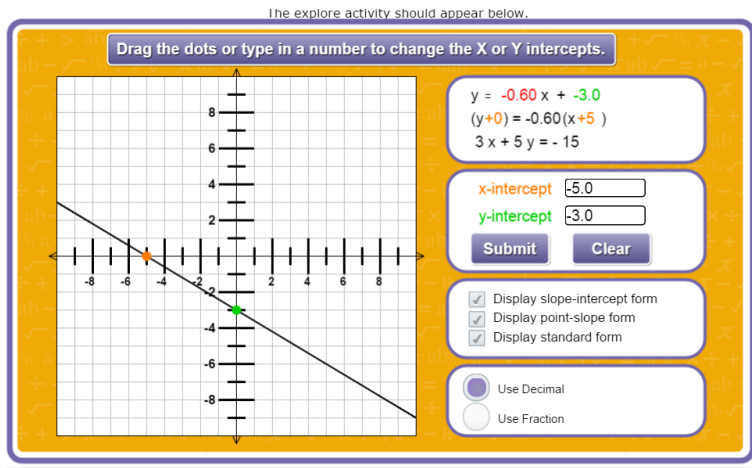 The explore activity should appear below.
Drag the dots or type in a number to change the X or Y intercepts.
y = -0.60 x + -3.0
(y+0) = -0.60(x+5 )
3 x + 5 y = - 15
x-intercept -5.0
y-intercept -3.0
Submit Clear
Display slope-intercept form
Display point-slope form
Display standard form
Use Decimal
Use Fraction
8
6
4
2
-8 -6 -4 -2 2 4 6 8
-2
-4
-6
-8